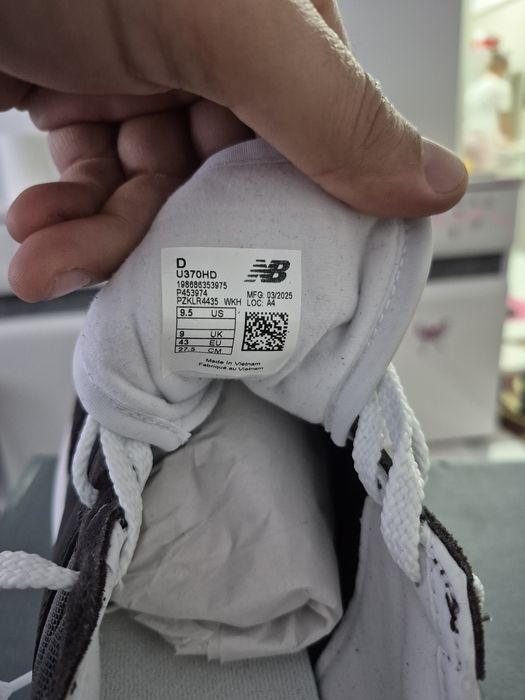 D
U370HD
198686353975
P453974
PZKLR4435 WKH
MFG: 03/2025
LOC: A4
9.5 US
9 UK
43 EU
27.5 CM
Made in Vietnam
Fabriqué au Vietnam
NB